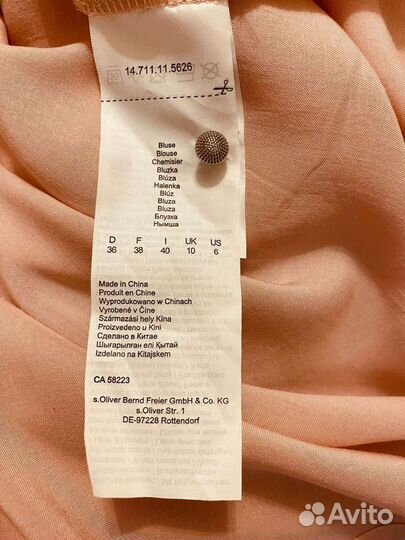 14.711.11.5626
Bluse
Blouse
Chemisier
Bluzka
Blúza
Halenka
Blúz
Bluza
Bluza
Блузка
Нымша
D F I UK US
36 38 40 10 6
Made in China
Produit en Chine
Wyprodukowano w Chinach
Vyrobené v Číne
Származási hely Kína
Proizvedeno u Kini
Сделано в Китае
Шығарылған елі Қытай
Izdelano na Kitajskem
CA 58223
s.Oliver Bernd Freier GmbH & Co. KG
s.Oliver Str. 1
DE-97228 Rottendorf
Avito